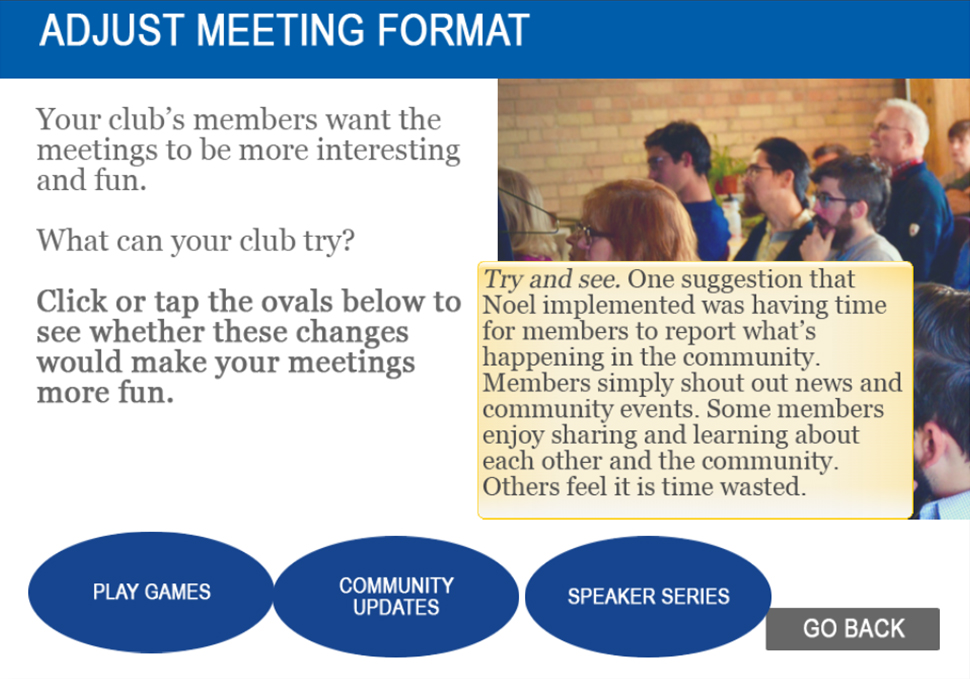 ADJUST MEETING FORMAT
Your club's members want the
meetings to be more interesting
and fun.
What can your club try?
Click or tap the ovals below to
see whether these changes
would make your meetings
more fun.
Try and see. One suggestion that
Noel implemented was having time
for members to report what's
happening in the community.
Members simply shout out news and
community events. Some members
enjoy sharing and learning about
each other and the community.
Others feel it is time wasted.
PLAY GAMES
COMMUNITY
UPDATES
SPEAKER SERIES
GO BACK